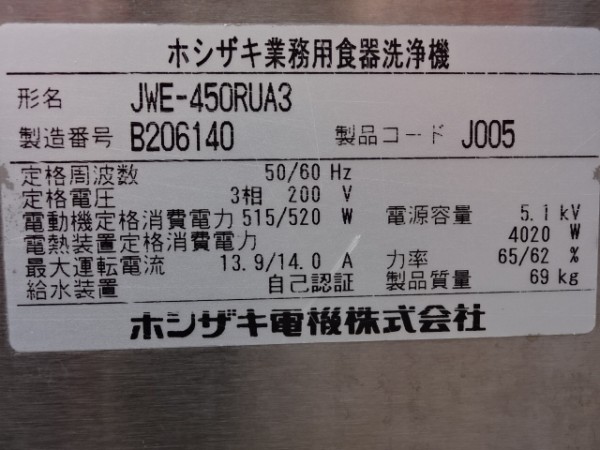 ホシザキ業務用食器洗浄機
形名 JWE-450RUA3
製造番号 B206140 製品コード J005
定格周波数 50/60 Hz
定格電圧 3相 200 V
電動機定格消費電力 515/520 W 電源容量 5.1 kV
電熱装置定格消費電力 4020 W
最大運転電流 13.9/14.0 A 力率 65/62 %
給水装置 自己認証 製品質量 69 kg
ホシザキ電機株式会社